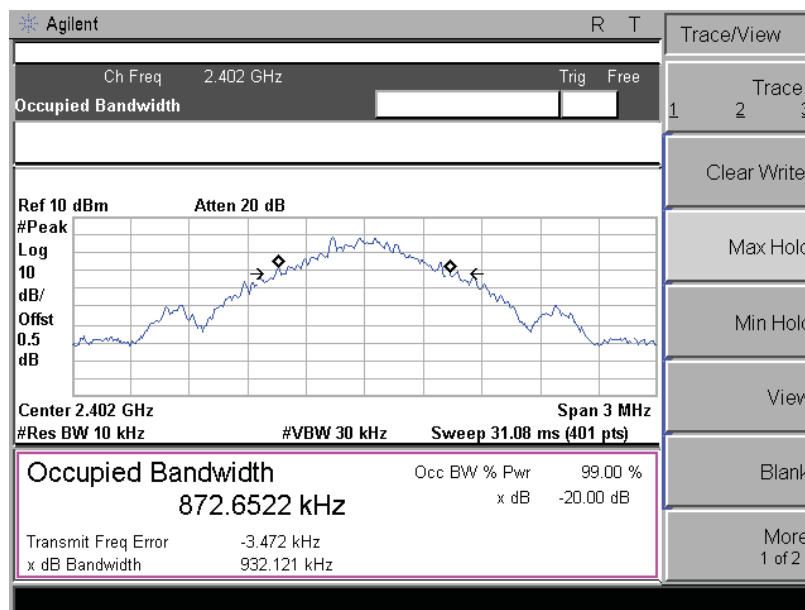 Agilent R T
Ch Freq 2.402 GHz Trig Free
Occupied Bandwidth
Ref 10 dBm Atten 20 dB
#Peak
Log
10
dB/
Offst
0.5
dB
Center 2.402 GHz Span 3 MHz
#Res BW 10 kHz #VBW 30 kHz Sweep 31.08 ms (401 pts)
Occupied Bandwidth
872.6522 kHz
Occ BW % Pwr 99.00 %
x dB -20.00 dB
Transmit Freq Error -3.472 kHz
x dB Bandwidth 932.121 kHz
Trace/View
Trace
1 2 3
Clear Write
Max Hold
Min Hold
View
Blank
More
1 of 2